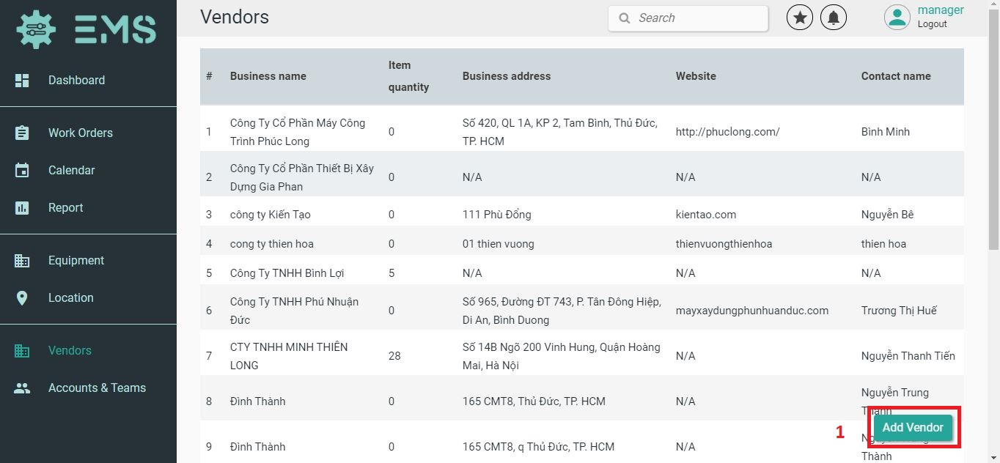 EMS
Vendors
Search
manager
Logout
Dashboard
Work Orders
Calendar
Report
Equipment
Location
Vendors
Accounts & Teams
# Business name Item quantity Business address Website Contact name
1 Công Ty Cổ Phần Máy Công 0 Số 420, QL 1A, KP 2, Tam Bình, Thủ Đức, http://phuclong.com/ Bình Minh
Trình Phúc Long TP. HCM
2 Công Ty Cổ Phần Thiết Bị Xây 0 N/A N/A N/A
Dựng Gia Phan
3 công ty Kiến Tạo 0 111 Phù Đổng kientao.com Nguyễn Bê
4 cong ty thien hoa 0 01 thien vuong thienvuongthienhoa thien hoa
5 Công Ty TNHH Bình Lợi 5 N/A N/A N/A
6 Công Ty TNHH Phú Nhuận 0 Số 965, Đường ĐT 743, P. Tân Đông Hiệp, mayxaydungphunhuanduc.com Trương Thị Huế
Đức Di An, Bình Duong
7 CTY TNHH MINH THIÊN 28 Số 14B Ngõ 200 Vinh Hung, Quận Hoàng N/A Nguyễn Thanh Tiến
LONG Mai, Hà Nội
8 Đình Thành 0 165 CMT8, Thủ Đức, TP. HCM N/A Nguyễn Trung
Thành
9 Đình Thành 0 165 CMT8, q Thủ Đức, TP. HCM N/A
Thành
1 Add Vendor